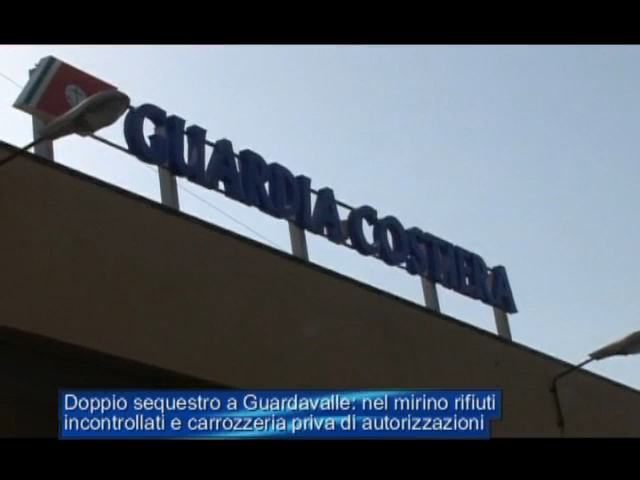 GUARDIA COSTIERA
Doppio sequestro a Guardavalle: nel mirino rifiuti
incontrollati e carrozzeria priva di autorizzazioni